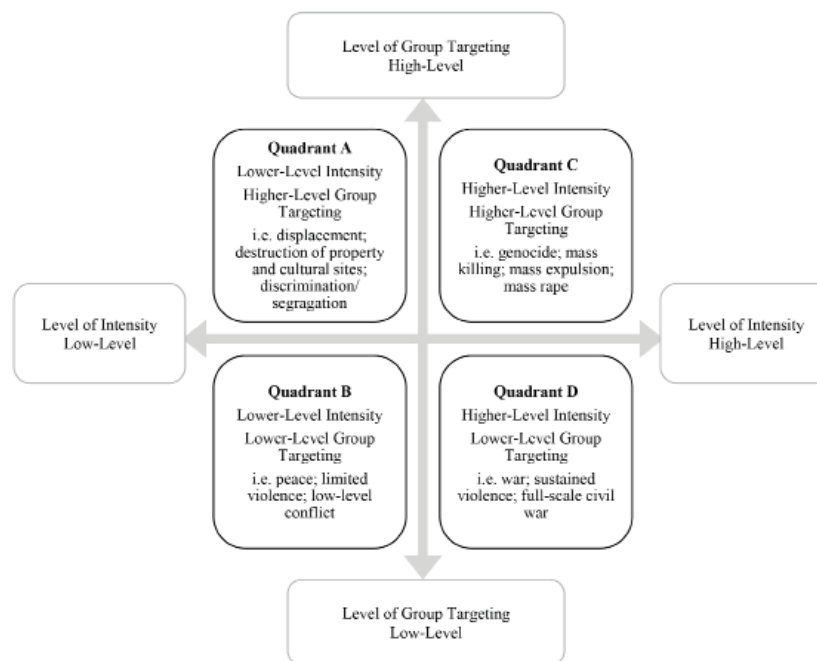 Level of Group Targeting
High-Level
Quadrant A
Lower-Level Intensity
Higher-Level Group
Targeting
i.e. displacement;
destruction of property
and cultural sites;
discrimination/
segragation
Quadrant C
Higher-Level Intensity
Higher-Level Group
Targeting
i.e. genocide; mass
killing; mass expulsion;
mass rape
Level of Intensity
Low-Level
Level of Intensity
High-Level
Quadrant B
Lower-Level Intensity
Lower-Level Group
Targeting
i.e. peace; limited
violence; low-level
conflict
Quadrant D
Higher-Level Intensity
Lower-Level Group
Targeting
i.e. war; sustained
violence; full-scale civil
war
Level of Group Targeting
Low-Level